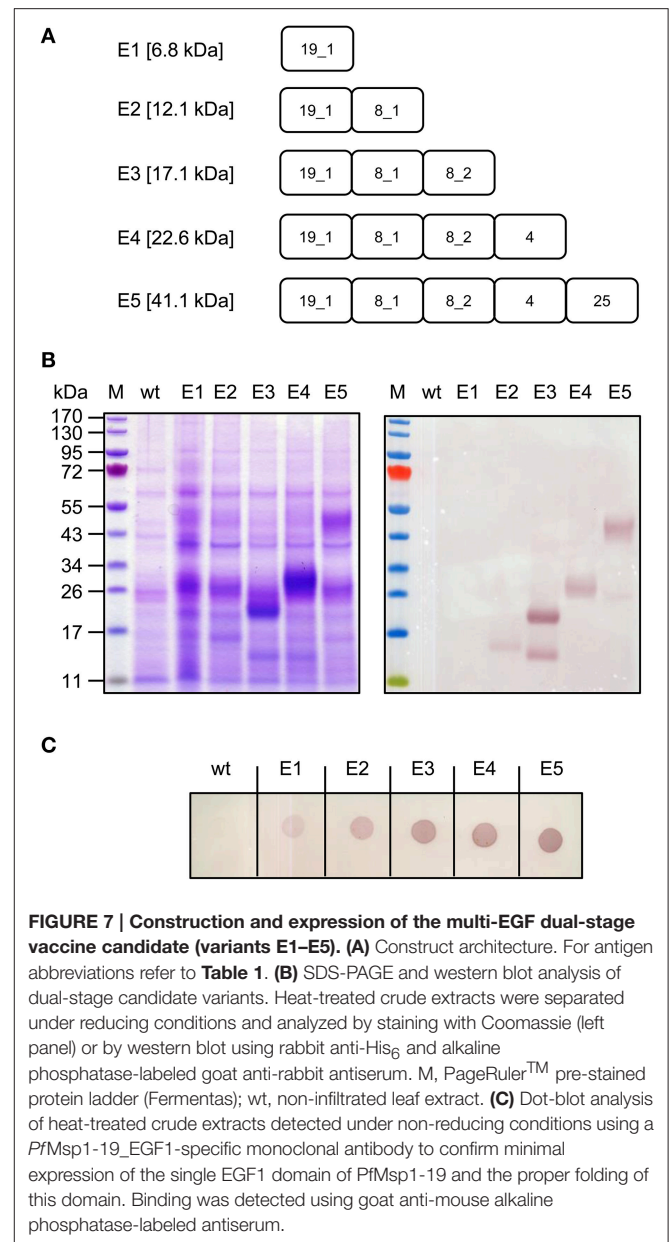 A
E1 [6.8 kDa]
19_1
E2 [12.1 kDa]
19_1 8_1
E3 [17.1 kDa]
19_1 8_1 8_2
E4 [22.6 kDa]
19_1 8_1 8_2 4
E5 [41.1 kDa]
19_1 8_1 8_2 4 25
B
kDa M wt E1 E2 E3 E4 E5
M wt E1 E2 E3 E4 E5
170
130
95
72
55
43
34
26
17
11
C
wt E1 E2 E3 E4 E5
FIGURE 7 | Construction and expression of the multi-EGF dual-stage
vaccine candidate (variants E1–E5). (A) Construct architecture. For antigen
abbreviations refer to Table 1. (B) SDS-PAGE and western blot analysis of
dual-stage candidate variants. Heat-treated crude extracts were separated
under reducing conditions and analyzed by staining with Coomassie (left
panel) or by western blot using rabbit anti-His6 and alkaline
phosphatase-labeled goat anti-rabbit antiserum. M, PageRuler™ pre-stained
protein ladder (Fermentas); wt, non-infiltrated leaf extract. (C) Dot-blot analysis
of heat-treated crude extracts detected under non-reducing conditions using a
PfMsp1-19_EGF1-specific monoclonal antibody to confirm minimal
expression of the single EGF1 domain of PfMsp1-19 and the proper folding of
this domain. Binding was detected using goat anti-mouse alkaline
phosphatase-labeled antiserum.